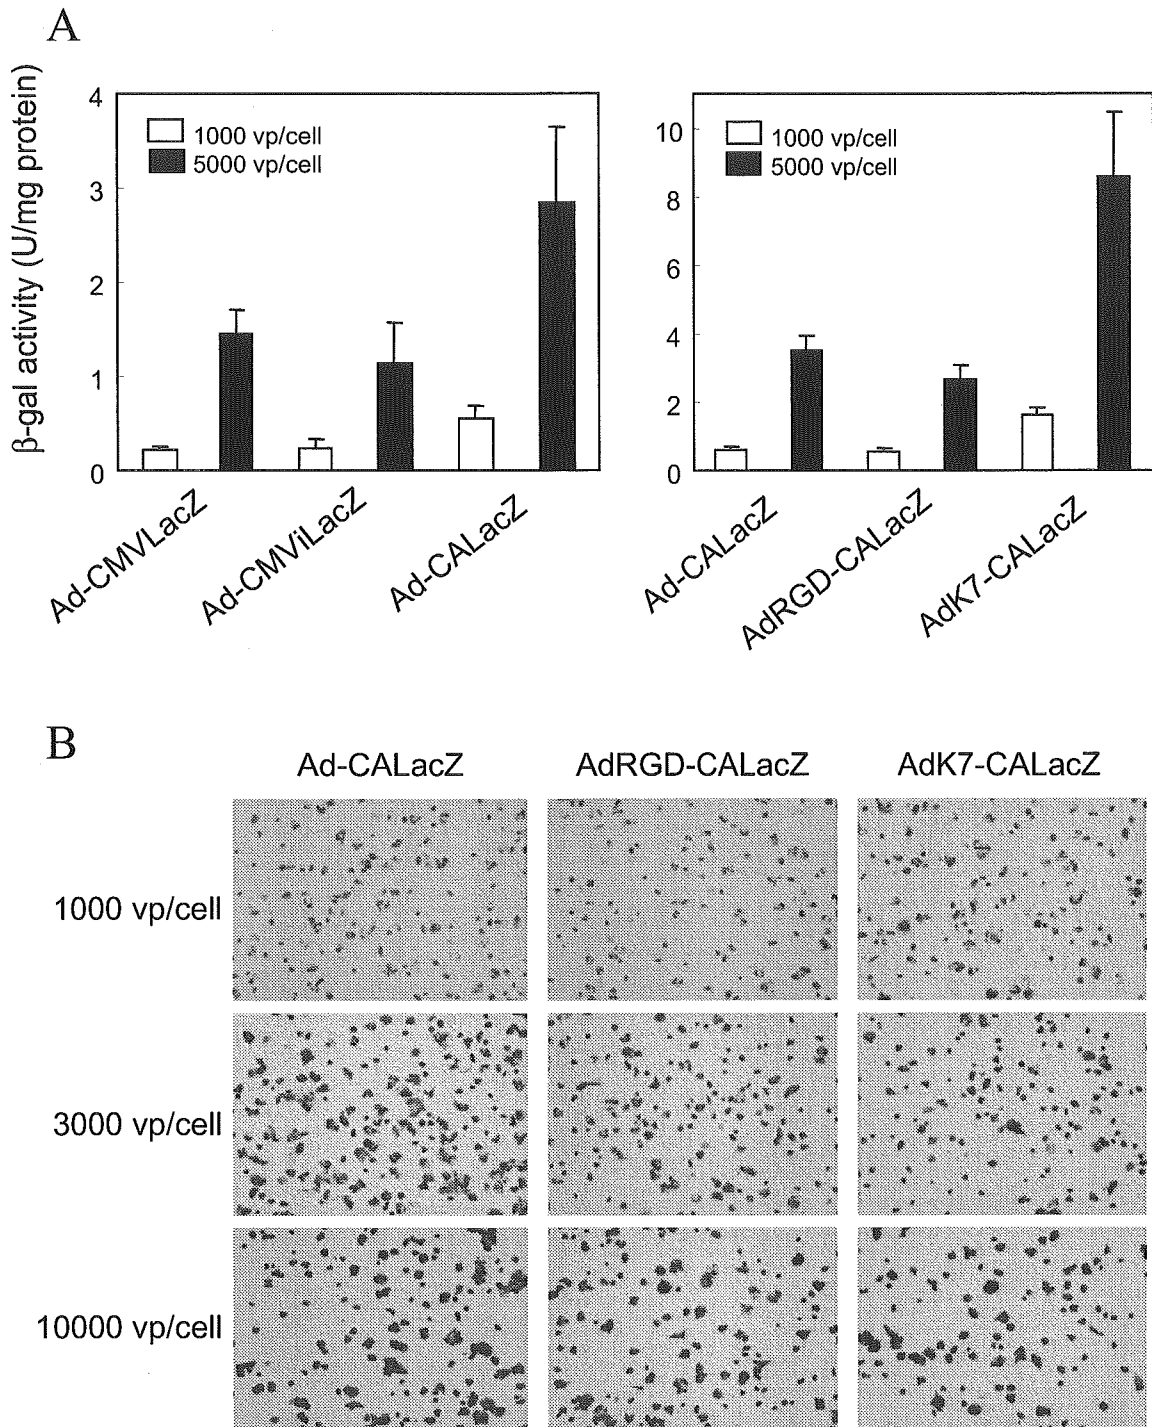 A
β-gal activity (U/mg protein)
4
3
2
1
0
1000 vp/cell
5000 vp/cell
Ad-CMVLacZ
Ad-CMViLacZ
Ad-CALacZ
10
8
6
4
2
0
1000 vp/cell
5000 vp/cell
Ad-CALacZ
AdRGD-CALacZ
AdK7-CALacZ
B
Ad-CALacZ AdRGD-CALacZ AdK7-CALacZ
1000 vp/cell
3000 vp/cell
10000 vp/cell